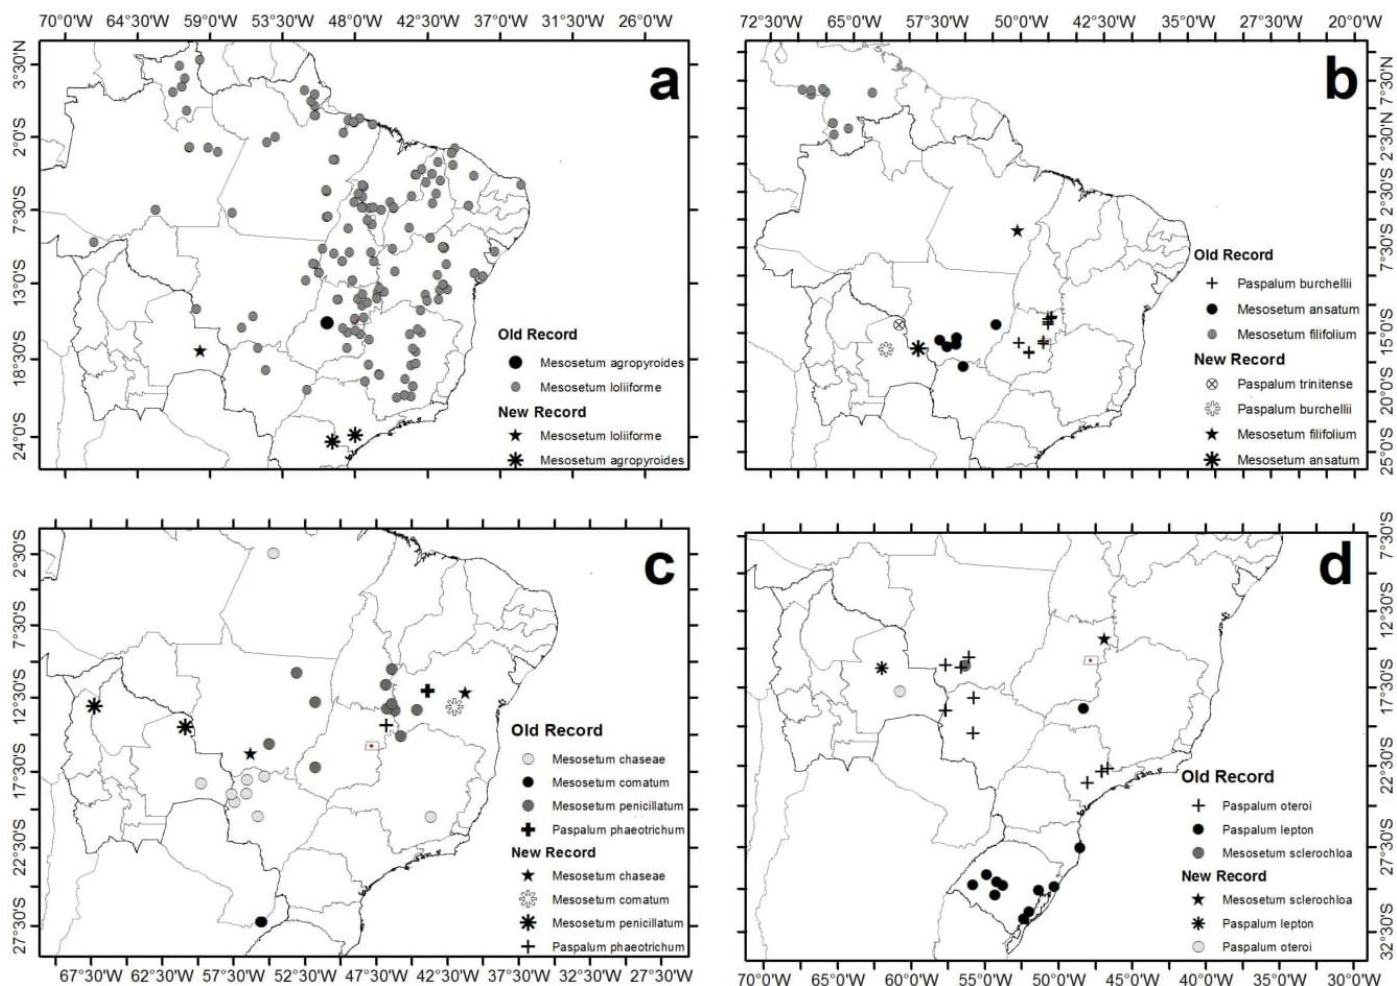 70°0'W 64°30'W 59°0'W 53°30'W 48°0'W 42°30'W 37°0'W 31°30'W 26°0'W
3°30'N
2°0'S
7°30'S
13°0'S
18°30'S
24°0'S
a
Old Record
Mesosetum agropyroides
Mesosetum loliiforme
New Record
Mesosetum loliiforme
Mesosetum agropyroides
72°30'W 65°0'W 57°30'W 50°0'W 42°30'W 35°0'W 27°30'W 20°0'W
7°30'N
2°30'N
2°30'S
7°30'S
15°0'S
20°0'S
25°0'S
b
Old Record
Paspalum burchellii
Mesosetum ansatum
Mesosetum filifolium
New Record
Paspalum trinitense
Paspalum burchellii
Mesosetum filifolium
Mesosetum ansatum
2°30'S
7°30'S
12°30'S
17°30'S
22°30'S
27°30'S
c
Old Record
Mesosetum chaseae
Mesosetum comatum
Mesosetum penicillatum
Paspalum phaeotrichum
New Record
Mesosetum chaseae
Mesosetum comatum
Mesosetum penicillatum
Paspalum phaeotrichum
67°30'W 62°30'W 57°30'W 52°30'W 47°30'W 42°30'W 37°30'W 32°30'W 27°30'W
7°30'S
12°30'S
17°30'S
22°30'S
27°30'S
32°30'S
d
Old Record
Paspalum oteroi
Paspalum lepton
Mesosetum sclerochloa
New Record
Mesosetum sclerochloa
Paspalum lepton
Paspalum oteroi
70°0'W 65°0'W 60°0'W 55°0'W 50°0'W 45°0'W 40°0'W 35°0'W 30°0'W